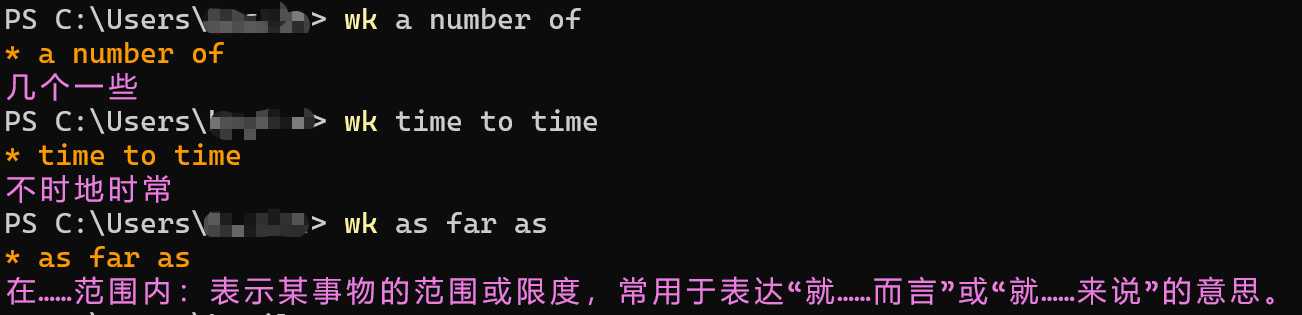 PS C:\Users\> wk a number of
* a number of
几个一些
PS C:\Users\> wk time to time
* time to time
不时地时常
PS C:\Users\> wk as far as
* as far as
在……范围内：表示某事物的范围或限度，常用于表达“就……而言”或“就……来说”的意思。